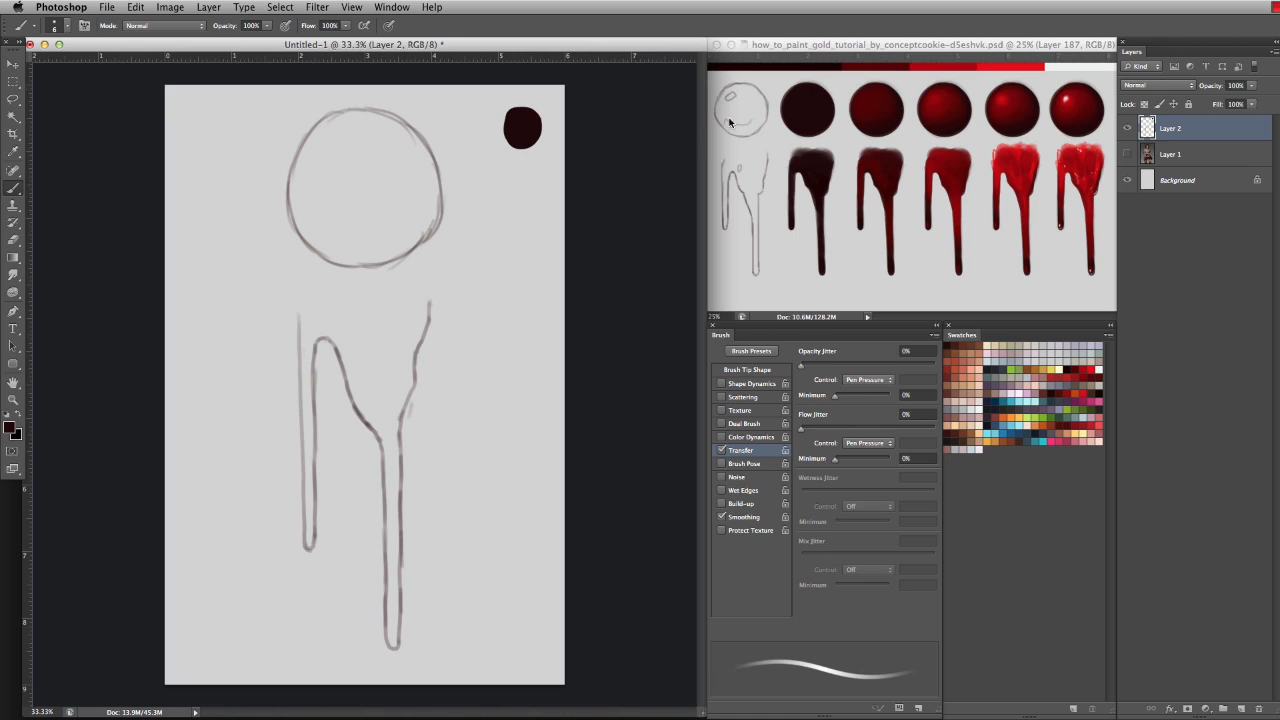 Photoshop File Edit Image Layer Type Select Filter View Window Help
6 Mode: Normal Opacity: 100% Flow: 100%
Untitled-1 @ 33.3% (Layer 2, RGB/8) *
how_to_paint_gold_tutorial_by_conceptcookie-d5eshvk.psd @ 25% (Layer 187, RGB/8)
25% Doc: 10.6M/128.2M
Brush
Brush Presets
Brush Tip Shape
Shape Dynamics
Scattering
Texture
Dual Brush
Color Dynamics
Transfer
Brush Pose
Noise
Wet Edges
Build-up
Smoothing
Protect Texture
Opacity Jitter 0%
Control: Pen Pressure
Minimum 0%
Flow Jitter 0%
Control: Pen Pressure
Minimum 0%
Wetness Jitter
Control: Off
Minimum
Mix Jitter
Control: Off
Minimum
Swatches
Layers
Kind
Normal Opacity: 100%
Lock: Fill: 100%
Layer 2
Layer 1
Background
33.33% Doc: 13.9M/45.3M